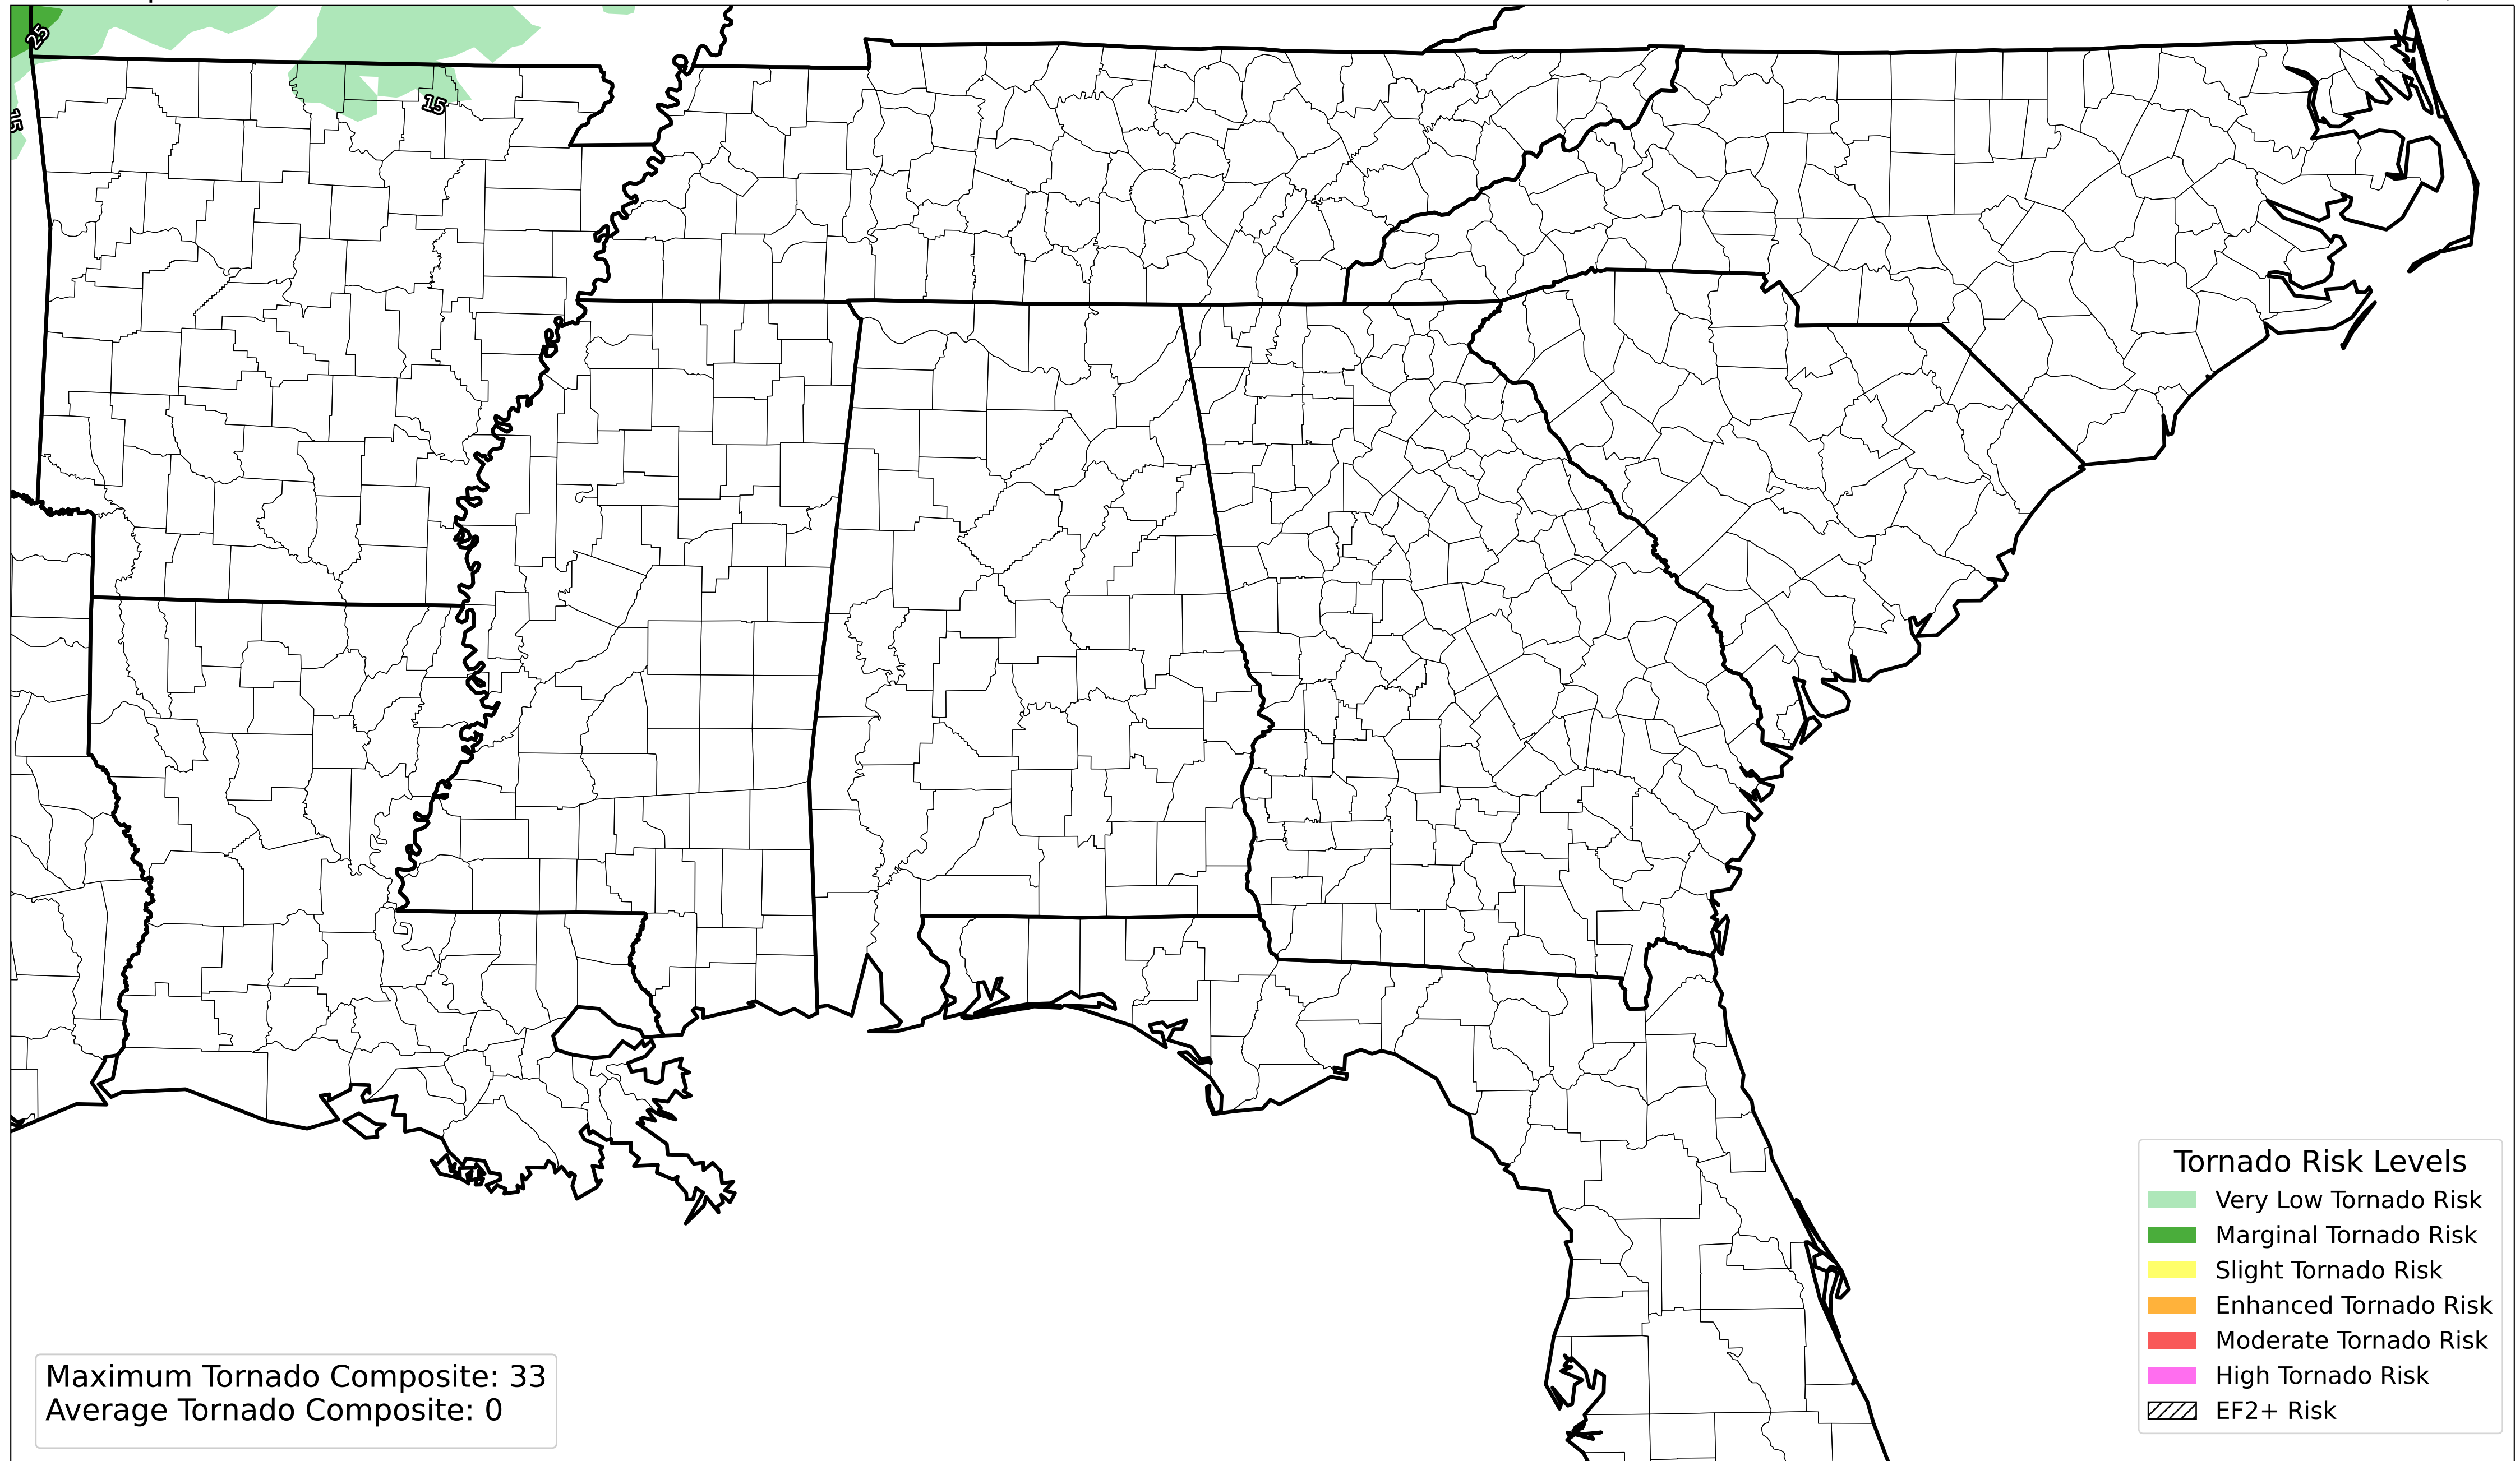 25
15
15
Tornado Risk Levels
Very Low Tornado Risk
Marginal Tornado Risk
Slight Tornado Risk
Enhanced Tornado Risk
Moderate Tornado Risk
High Tornado Risk
EF2+ Risk
Maximum Tornado Composite: 33
Average Tornado Composite: 0